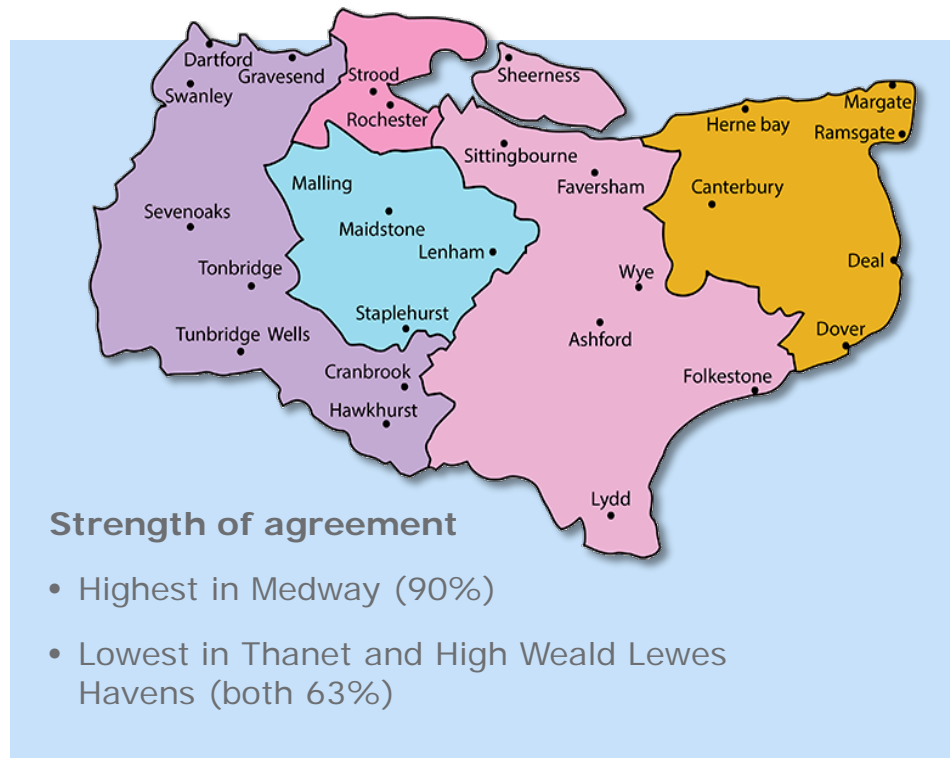 Dartford
Gravesend
Swanley
Strood
Rochester
Sheerness
Margate
Herne bay
Ramsgate
Sittingbourne
Faversham
Malling
Canterbury
Sevenoaks
Maidstone
Lenham
Deal
Tonbridge
Wye
Staplehurst
Tunbridge Wells
Ashford
Dover
Cranbrook
Folkestone
Hawkhurst
Lydd
Strength of agreement
• Highest in Medway (90%)
• Lowest in Thanet and High Weald Lewes
Havens (both 63%)